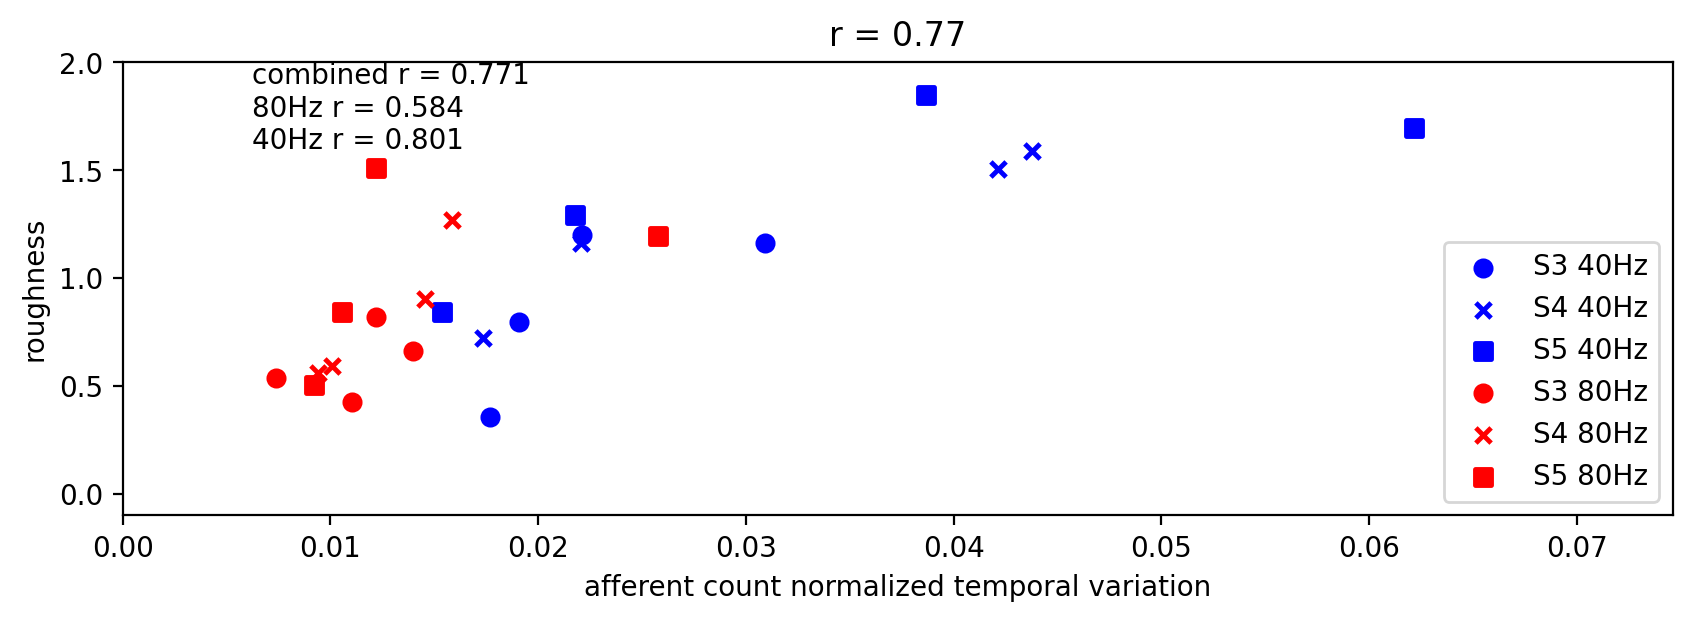 r = 0.77
combined r = 0.771
80Hz r = 0.584
40Hz r = 0.801
2.0
1.5
1.0
0.5
0.0
roughness
S3 40Hz
S4 40Hz
S5 40Hz
S3 80Hz
S4 80Hz
S5 80Hz
0.00 0.01 0.02 0.03 0.04 0.05 0.06 0.07
afferent count normalized temporal variation